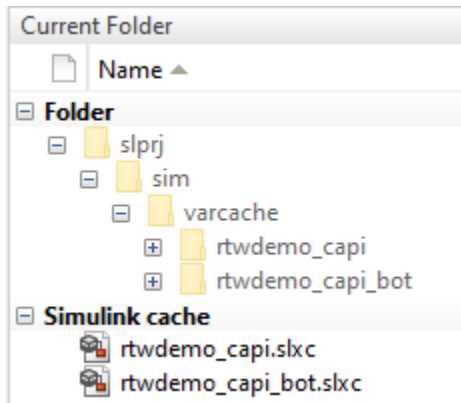 Current Folder
Name
Folder
slprj
sim
varcache
rtwdemo_capi
rtwdemo_capi_bot
Simulink cache
rtwdemo_capi.slxc
rtwdemo_capi_bot.slxc